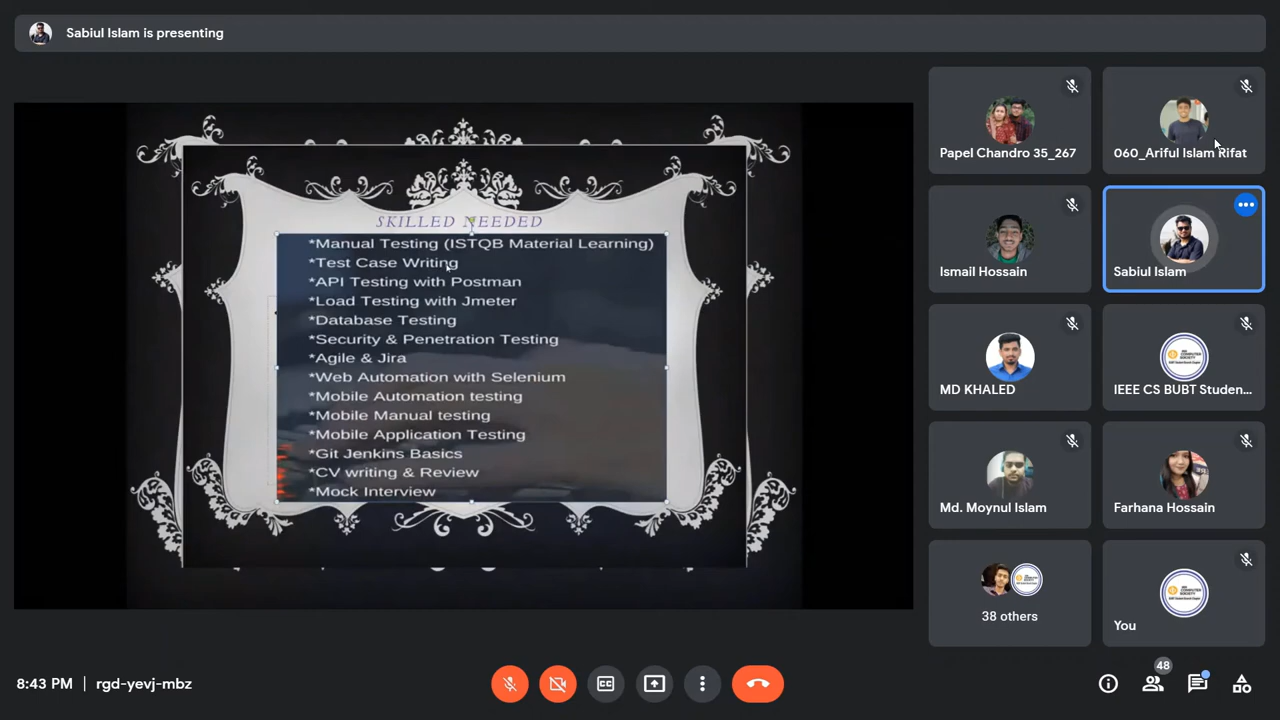 Sabiul Islam is presenting
SKILLED NEEDED
*Manual Testing (ISTQB Material Learning)
*Test Case Writing
*API Testing with Postman
*Load Testing with Jmeter
*Database Testing
*Security & Penetration Testing
*Agile & Jira
*Web Automation with Selenium
*Mobile Automation testing
*Mobile Manual testing
*Mobile Application Testing
*Git Jenkins Basics
*CV writing & Review
*Mock Interview
Papel Chandro 35_267
060_Ariful Islam Rifat
Ismail Hossain
Sabiul Islam
MD KHALED
IEEE CS BUBT Studen...
Md. Moynul Islam
Farhana Hossain
38 others
You
8:43 PM | rgd-yevj-mbz
CC
48